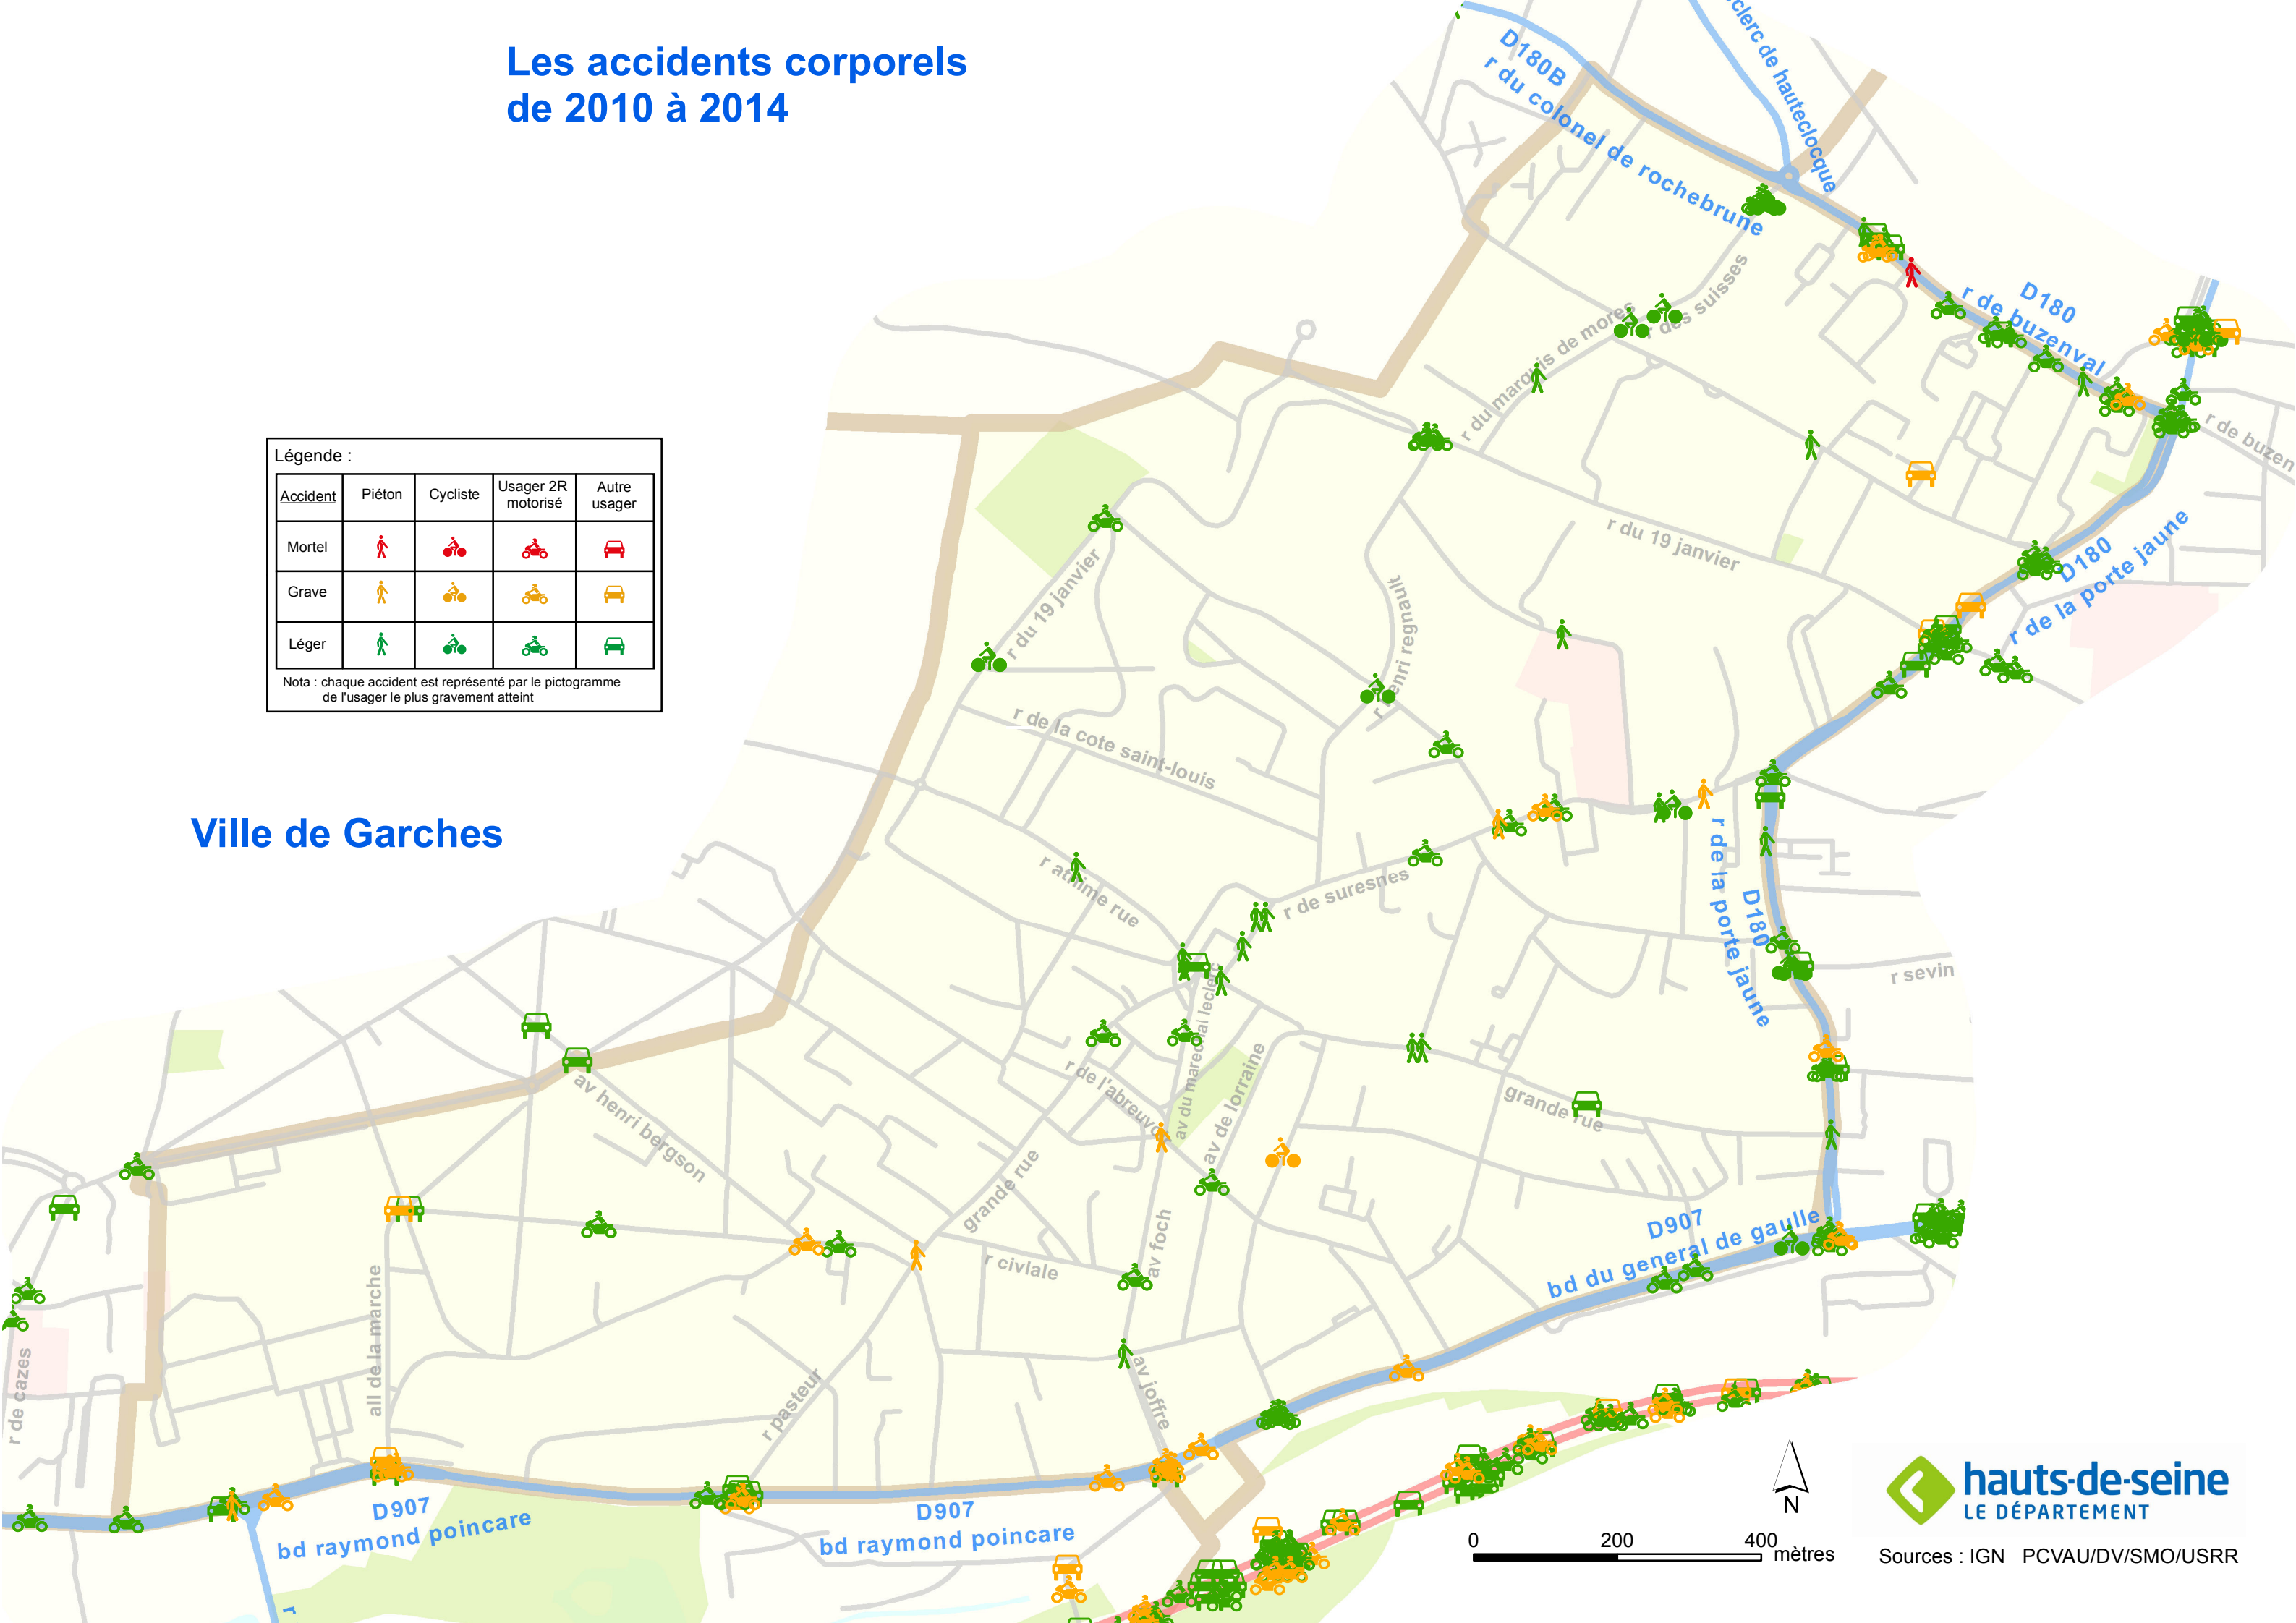 Les accidents corporels
de 2010 à 2014
clerc de hauteclocque
D180B
r du colonel de rochebrune
D180
r de buzenval
r des suisses
r du marquis de mores
r de buzen
Légende :
Accident
Piéton
Cycliste
Usager 2R
motorisé
Autre
usager
Mortel
Grave
Léger
Nota : chaque accident est représenté par le pictogramme
de l'usager le plus gravement atteint
r du 19 janvier
r du 19 janvier
D180
r de la porte jaune
r henri regnault
r de la cote saint-louis
Ville de Garches
r athime rue
r de suresnes
r de la porte jaune
D180
r sevin
av du marechal leclerc
r de l'abreuvoir
av de lorraine
av henri bergson
grande rue
grande rue
r civiale
av foch
D907
bd du general de gaulle
all de la marche
r de cazes
r pasteur
av joffre
D907
bd raymond poincare
D907
bd raymond poincare
r
N
0 200 400 mètres
hauts-de-seine
LE DÉPARTEMENT
Sources : IGN PCVAU/DV/SMO/USRR